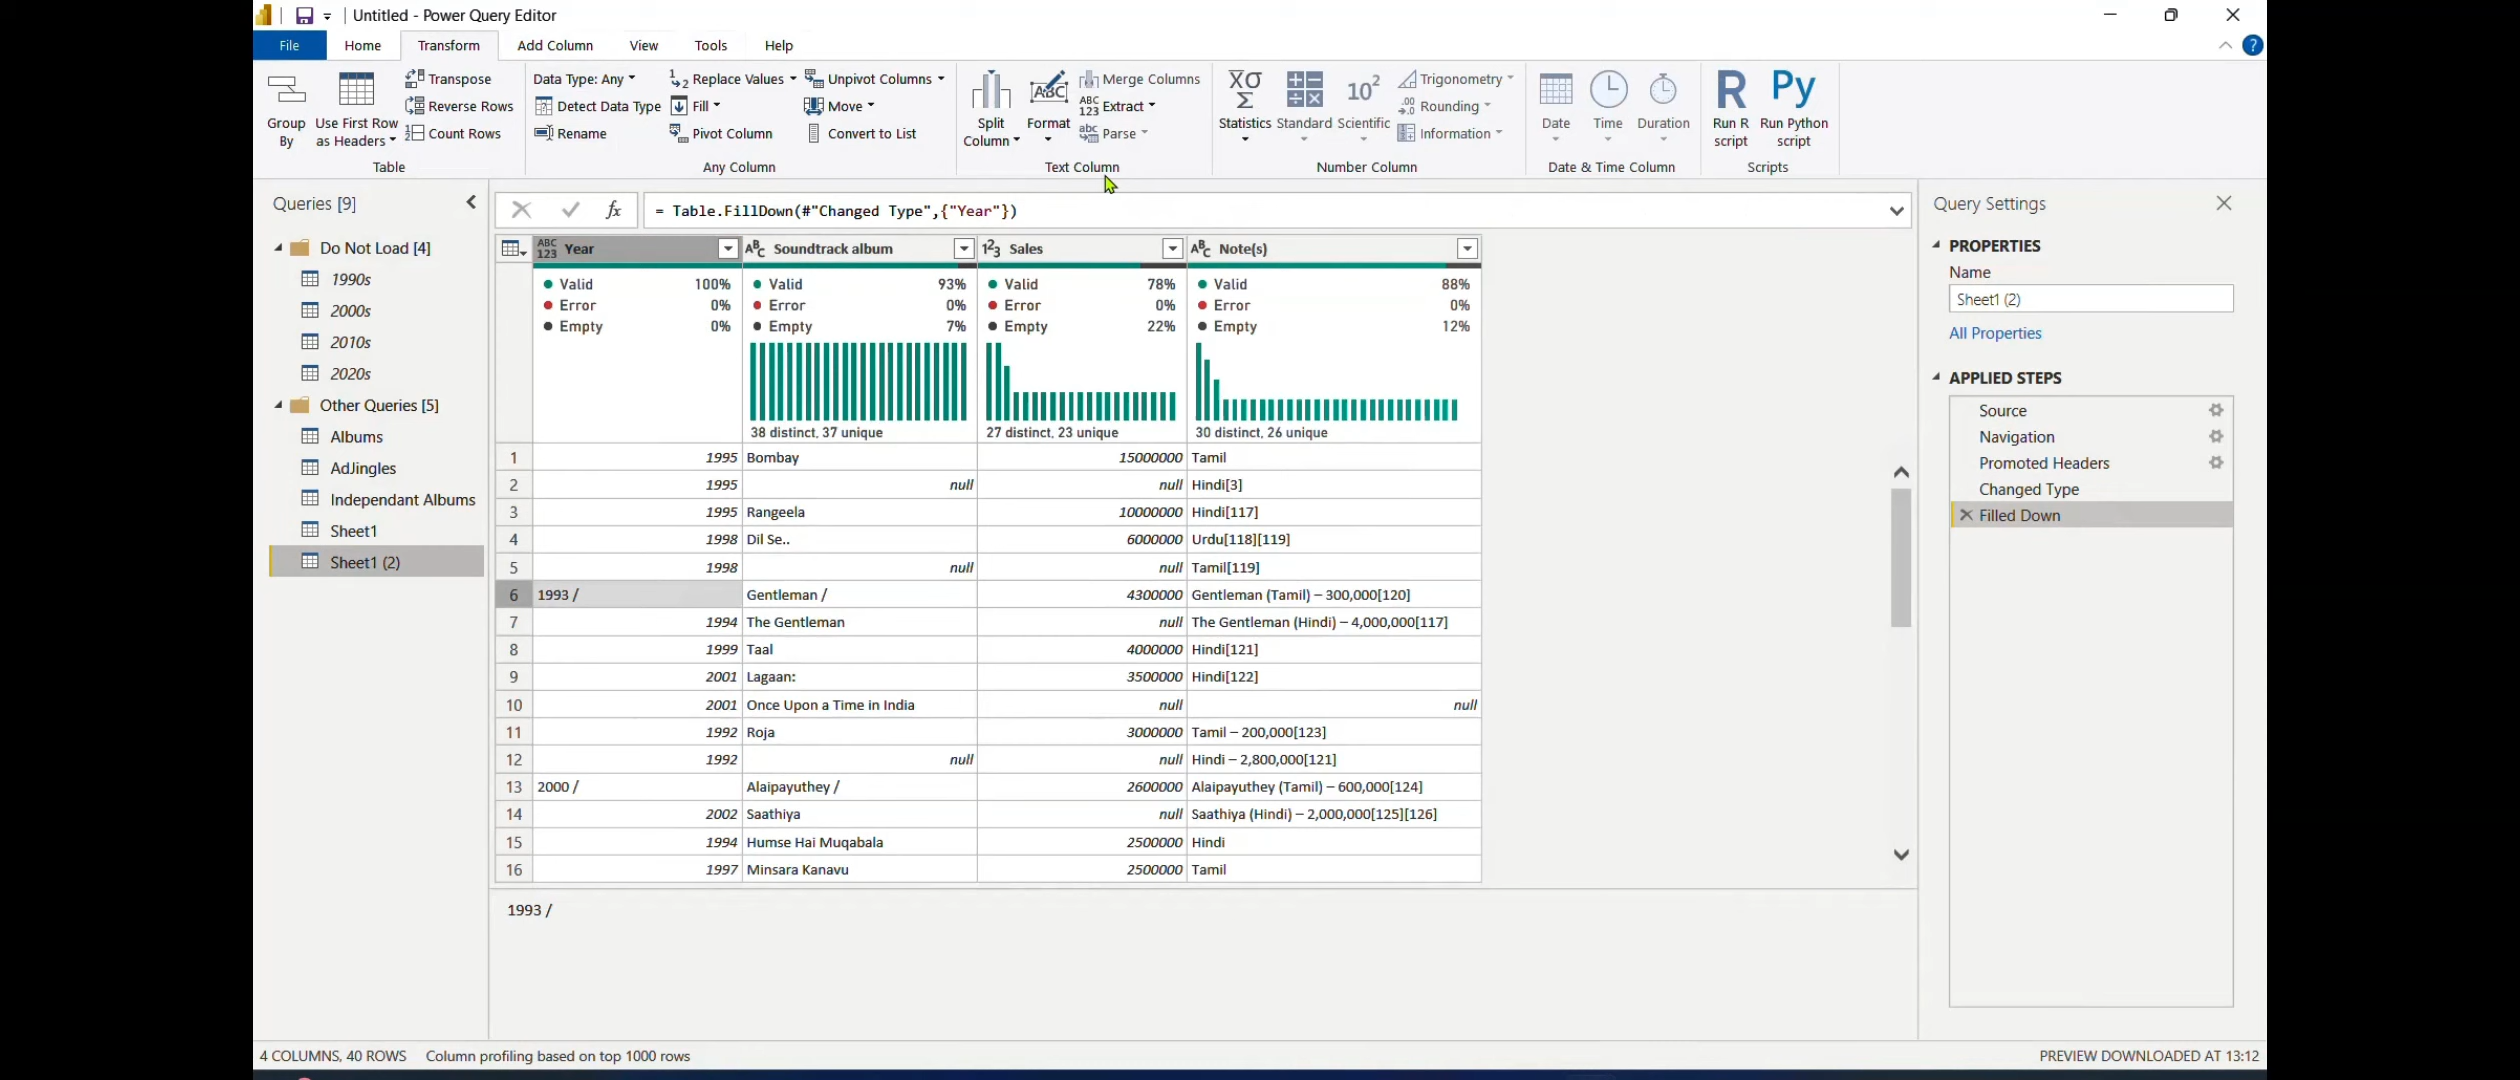 Untitled - Power Query Editor
File Home Transform Add Column View Tools Help
Group By
Use First Row as Headers
Transpose
Reverse Rows
Count Rows
Table
Data Type: Any
Detect Data Type
Rename
Replace Values
Fill
Pivot Column
Unpivot Columns
Move
Convert to List
Any Column
Split Column
Format
Merge Columns
Extract
Parse
Text Column
Statistics
Standard
Scientific
Trigonometry
Rounding
Information
Number Column
Date
Time
Duration
Date & Time Column
Run R script
Run Python script
Scripts
Queries [9]
Do Not Load [4]
1990s
2000s
2010s
2020s
Other Queries [5]
Albums
AdJingles
Independant Albums
Sheet1
Sheet1 (2)
fx = Table.FillDown(#"Changed Type",{"Year"})
ABC 123 Year ABC Soundtrack album 123 Sales ABC Note(s)
Valid 100% Valid 93% Valid 78% Valid 88%
Error 0% Error 0% Error 0% Error 0%
Empty 0% Empty 7% Empty 22% Empty 12%
38 distinct, 37 unique 27 distinct, 23 unique 30 distinct, 26 unique
1 1995 Bombay 15000000 Tamil
2 1995 null null Hindi[3]
3 1995 Rangeela 10000000 Hindi[117]
4 1998 Dil Se.. 6000000 Urdu[118][119]
5 1998 null null Tamil[119]
6 1993 / Gentleman / 4300000 Gentleman (Tamil) – 300,000[120]
7 1994 The Gentleman null The Gentleman (Hindi) – 4,000,000[117]
8 1999 Taal 4000000 Hindi[121]
9 2001 Lagaan: 3500000 Hindi[122]
10 2001 Once Upon a Time in India null null
11 1992 Roja 3000000 Tamil – 200,000[123]
12 1992 null null Hindi – 2,800,000[121]
13 2000 / Alaipayuthey / 2600000 Alaipayuthey (Tamil) – 600,000[124]
14 2002 Saathiya null Saathiya (Hindi) – 2,000,000[125][126]
15 1994 Humse Hai Muqabala 2500000 Hindi
16 1997 Minsara Kanavu 2500000 Tamil
1993 /
Query Settings
PROPERTIES
Name
Sheet1 (2)
All Properties
APPLIED STEPS
Source
Navigation
Promoted Headers
Changed Type
Filled Down
4 COLUMNS, 40 ROWS Column profiling based on top 1000 rows
PREVIEW DOWNLOADED AT 13:12